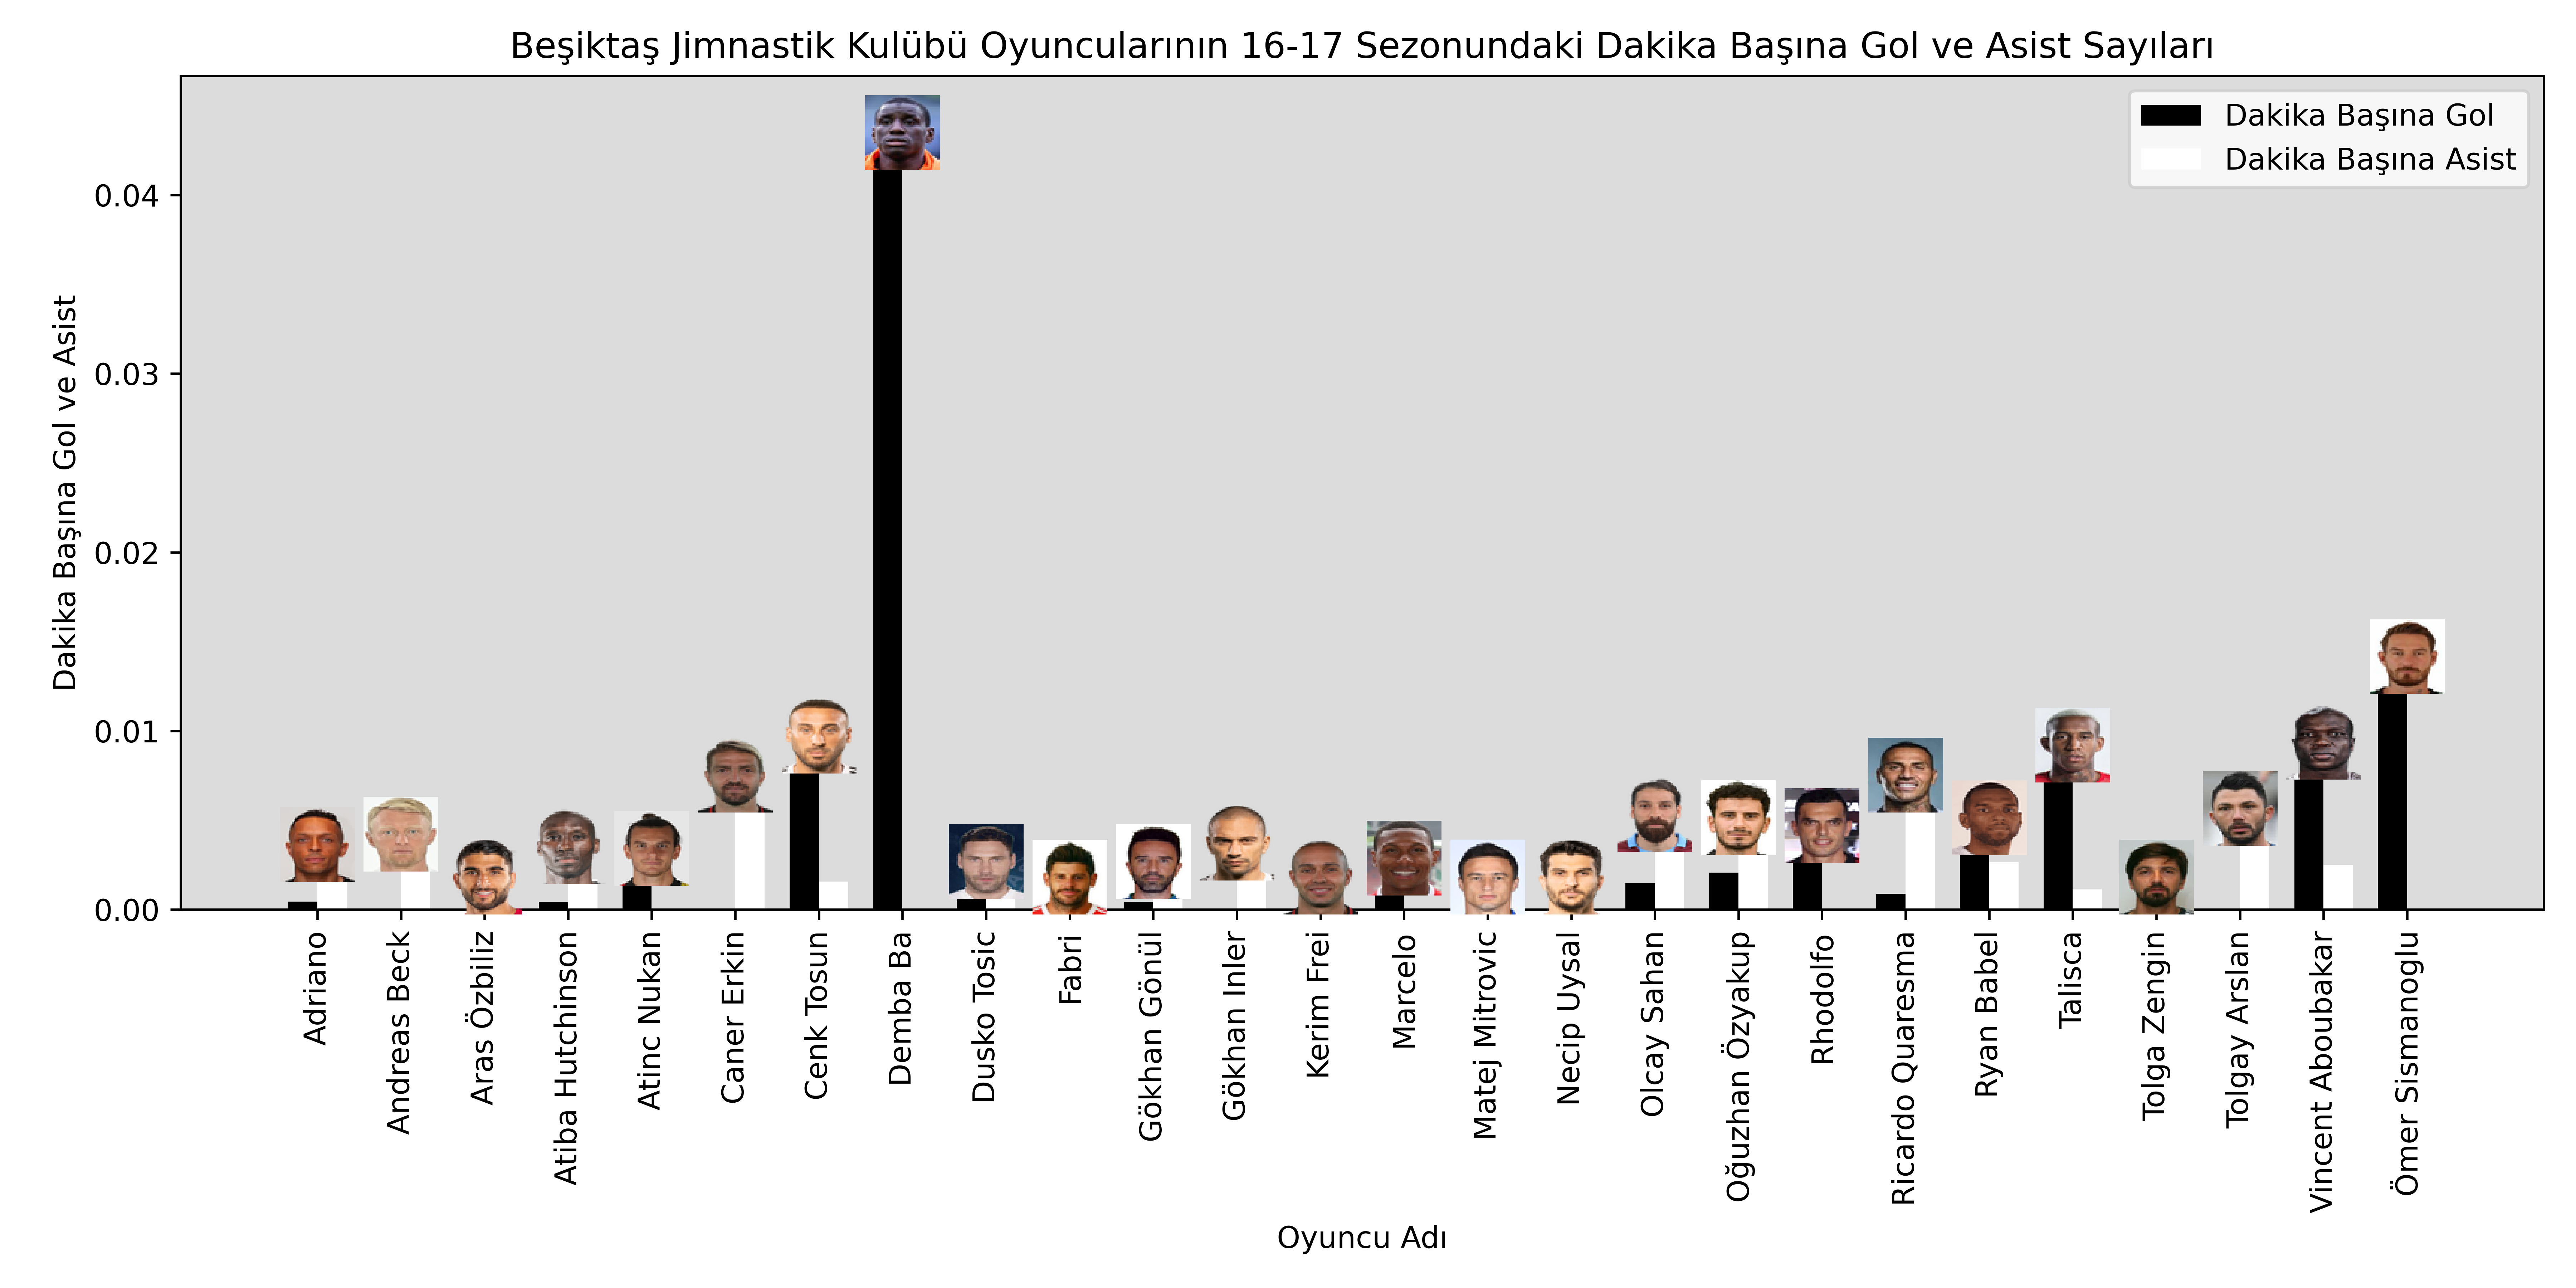 Beşiktaş Jimnastik Kulübü Oyuncularının 16-17 Sezonundaki Dakika Başına Gol ve Asist Sayıları
Dakika Başına Gol
Dakika Başına Asist
Dakika Başına Gol ve Asist
0.04
0.03
0.02
0.01
0.00
Adriano
Andreas Beck
Aras Özbiliz
Atiba Hutchinson
Atinc Nukan
Caner Erkin
Cenk Tosun
Demba Ba
Dusko Tosic
Fabri
Gökhan Gönül
Gökhan Inler
Kerim Frei
Marcelo
Matej Mitrovic
Necip Uysal
Olcay Sahan
Oğuzhan Özyakup
Rhodolfo
Ricardo Quaresma
Ryan Babel
Talisca
Tolga Zengin
Tolgay Arslan
Vincent Aboubakar
Ömer Sismanoglu
Oyuncu Adı